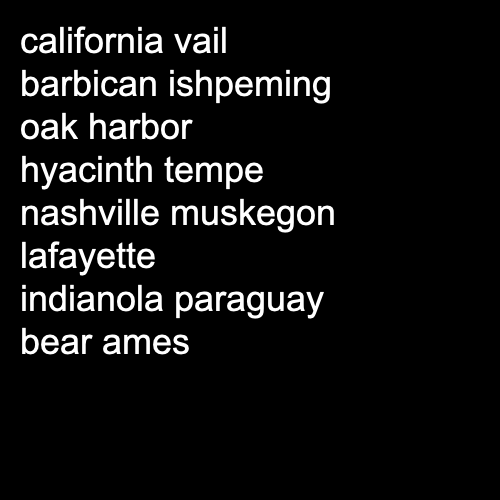 california vail
barbican ishpeming
oak harbor
hyacinth tempe
nashville muskegon
lafayette
indianola paraguay
bear ames